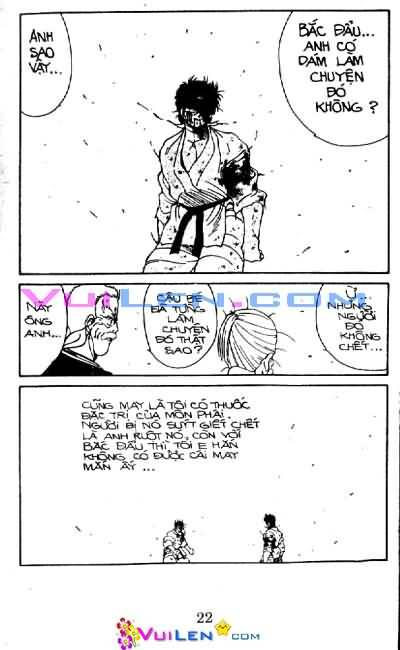 BẮC ĐẨU...
ANH CÓ
DÁM LÀM
CHUYỆN
ĐÓ
KHÔNG?
ANH
SAO
VẬY...
Ừ
NHƯNG
NGƯỜI
ĐÓ
KHÔNG
CHẾT...
CẬU BÉ
ĐÃ TỪNG
LÀM
CHUYỆN
ĐÓ THẬT
SAO?
NÀY
ÔNG
ANH...
VuiLen.com
CŨNG MAY LÀ TÔI CÓ THUỐC
ĐẶC TRỊ CỦA MÔN PHÁI.
NGƯỜI BỊ NÓ SUÝT GIẾT CHẾT
LÀ ANH RUỘT NÓ, CÒN VỚI
BẮC ĐẨU THÌ TÔI E HẮN
KHÔNG CÓ ĐƯỢC CÁI MAY
MẮN ẤY...
22
VuiLen.com